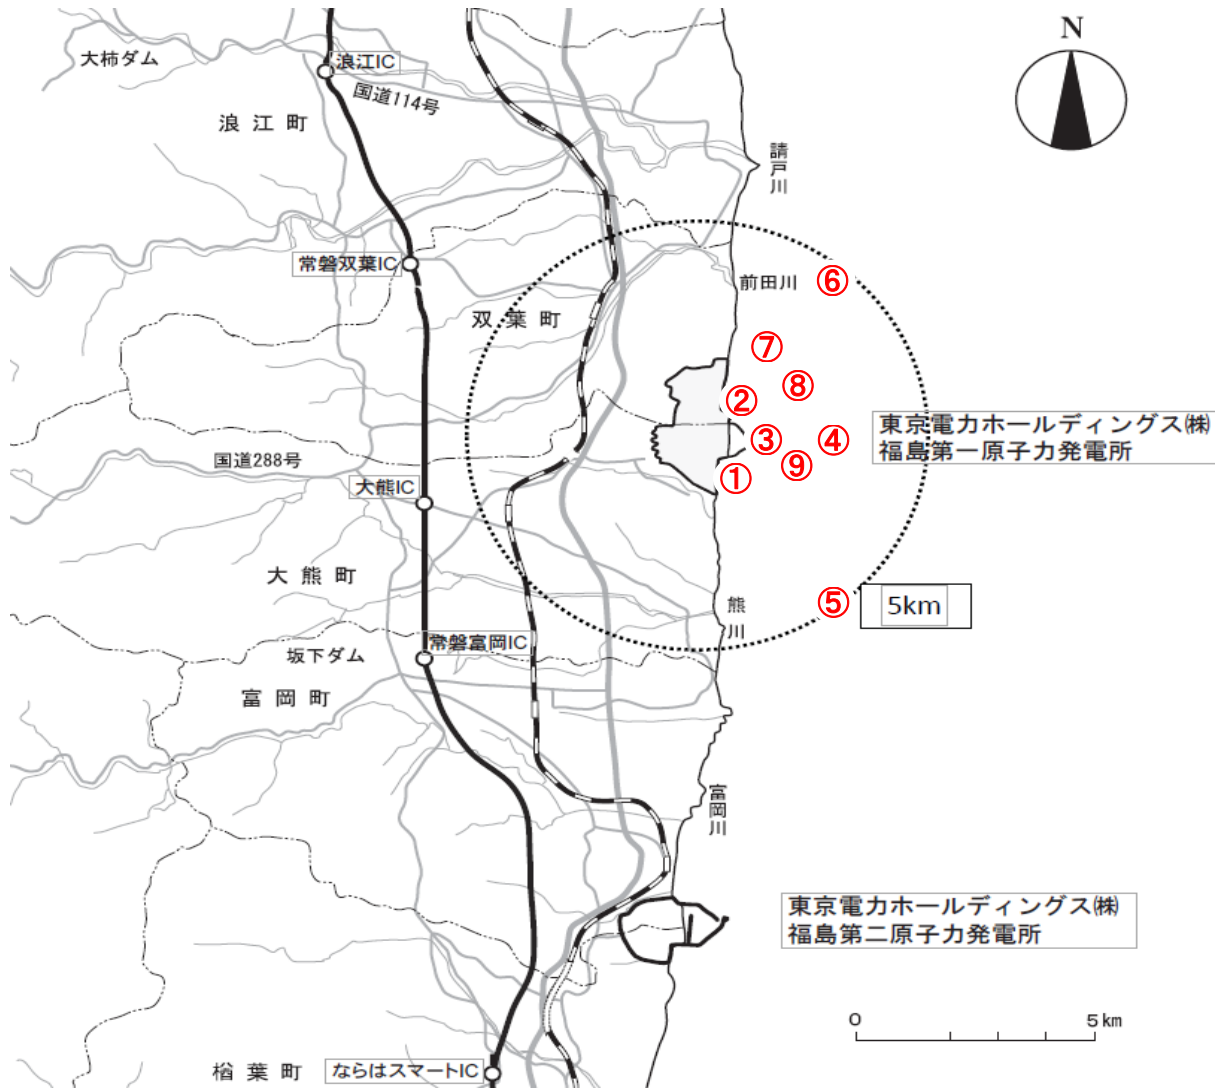 N
大柿ダム
浪江IC
国道114号
浪江町
請戸川
常磐双葉IC
前田川
⑥
双葉町
⑦
⑧
②
東京電力ホールディングス㈱
福島第一原子力発電所
③
④
国道288号
⑨
①
大熊IC
大熊町
熊川
⑤
5km
常磐富岡IC
坂下ダム
富岡町
富岡川
東京電力ホールディングス㈱
福島第二原子力発電所
0
5km
楢葉町
ならはスマートIC